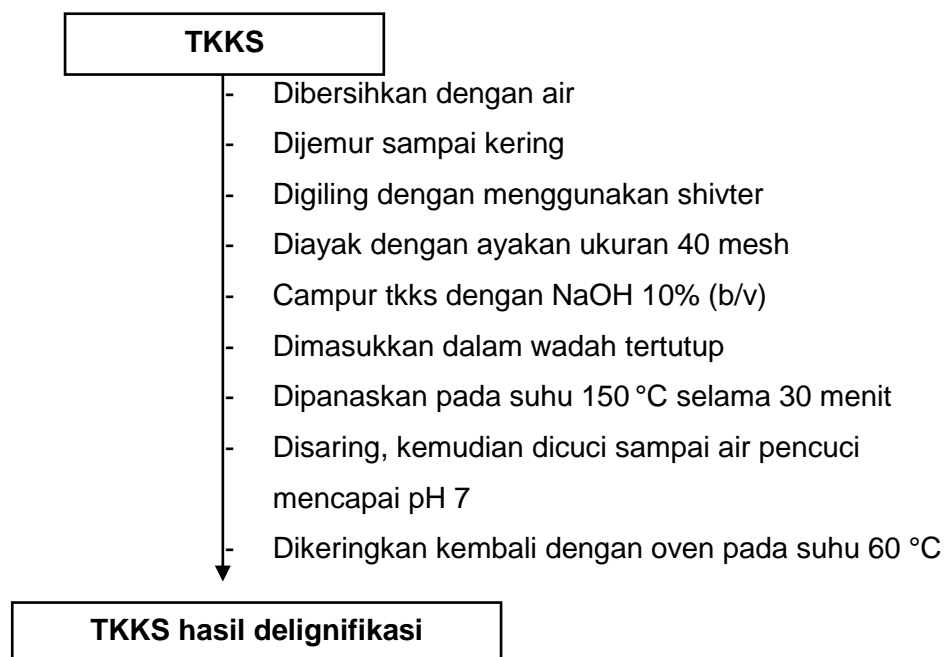 TKKS
- Dibersihkan dengan air
- Dijemur sampai kering
- Digiling dengan menggunakan shivter
- Diayak dengan ayakan ukuran 40 mesh
- Campur tkks dengan NaOH 10% (b/v)
- Dimasukkan dalam wadah tertutup
- Dipanaskan pada suhu 150 °C selama 30 menit
- Disaring, kemudian dicuci sampai air pencuci
mencapai pH 7
- Dikeringkan kembali dengan oven pada suhu 60 °C
TKKS hasil delignifikasi